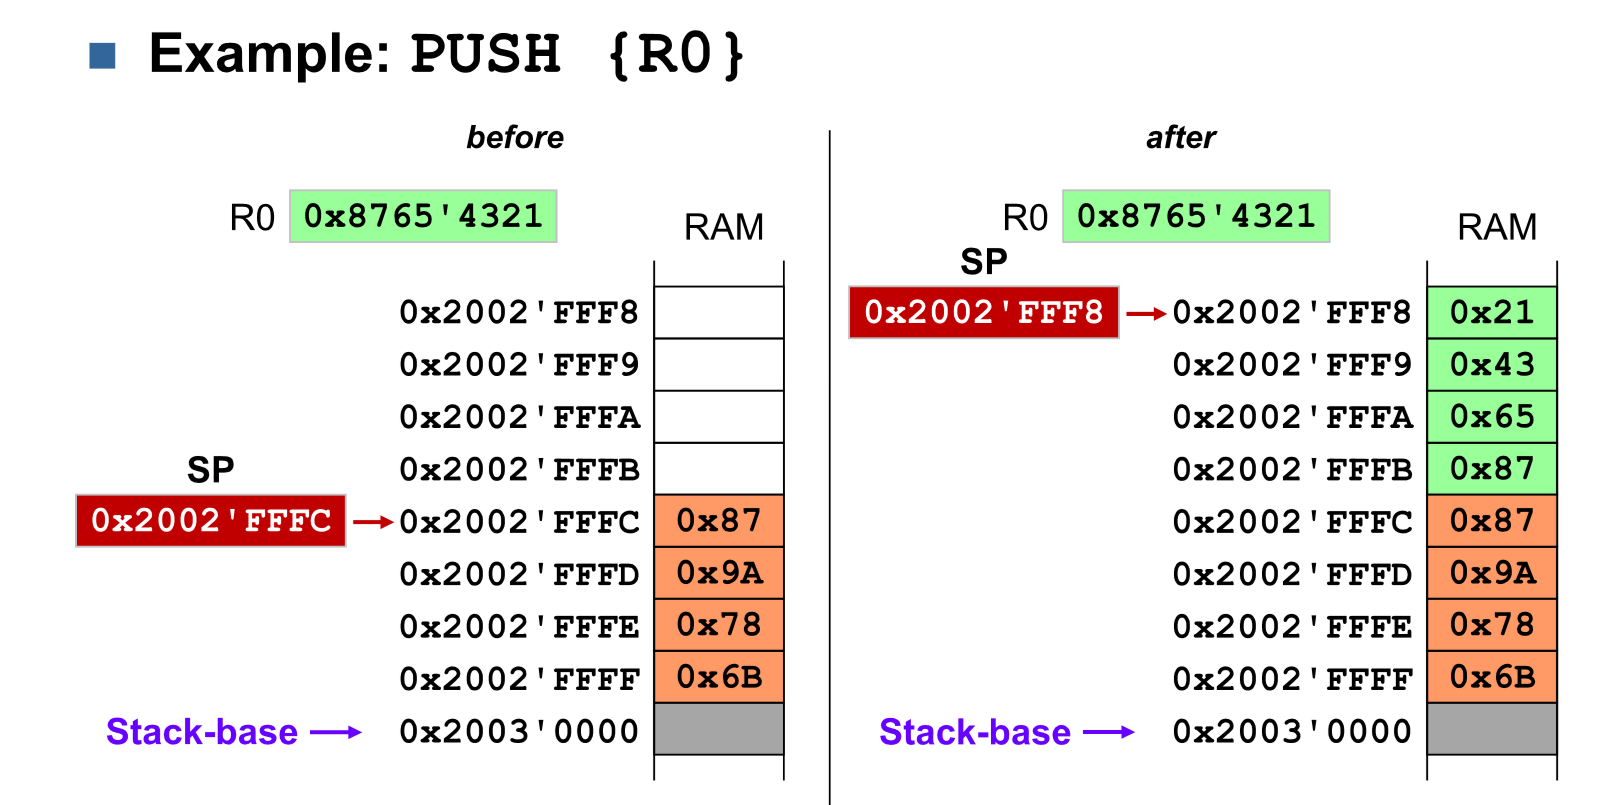 Example: PUSH {R0}
before
R0 0x8765'4321
RAM
0x2002'FFF8
0x2002'FFF9
0x2002'FFFA
SP
0x2002'FFFB
0x2002'FFFC 0x2002'FFFC 0x87
0x2002'FFFD 0x9A
0x2002'FFFE 0x78
0x2002'FFFF 0x6B
Stack-base 0x2003'0000
after
R0 0x8765'4321
RAM
SP
0x2002'FFF8 0x2002'FFF8 0x21
0x2002'FFF9 0x43
0x2002'FFFA 0x65
0x2002'FFFB 0x87
0x2002'FFFC 0x87
0x2002'FFFD 0x9A
0x2002'FFFE 0x78
0x2002'FFFF 0x6B
Stack-base 0x2003'0000